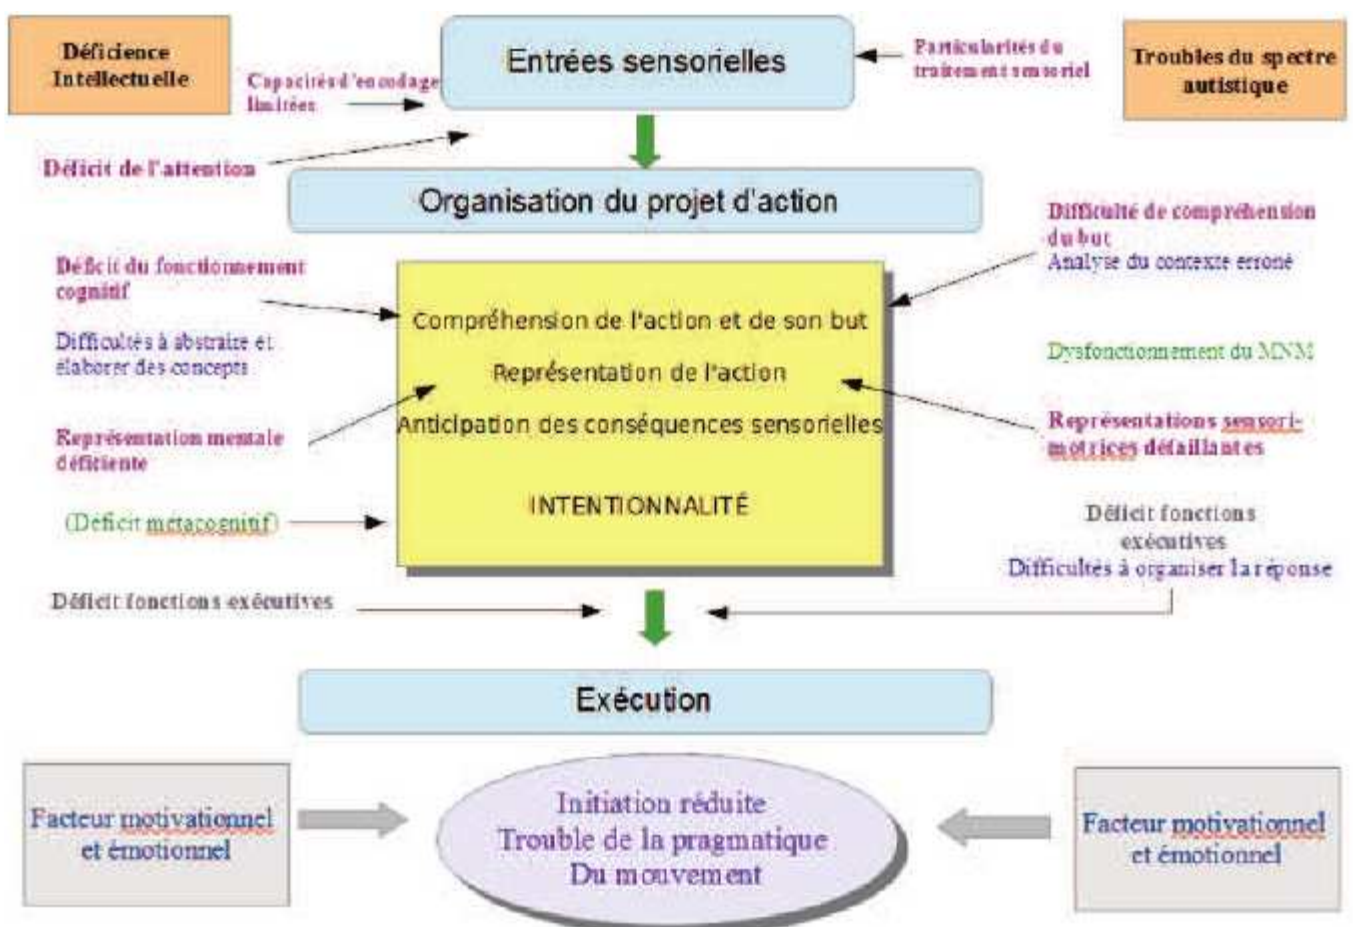 Déficience
Intellectuelle
Capacités d'encodage
limitées
Entrées sensorielles
Particularités du
traitement sensoriel
Troubles du spectre
autistique
Déficit de l'attention
Organisation du projet d'action
Déficit du fonctionnement
cognitif
Difficultés à abstraire et
élaborer des concepts
Représentation mentale
déficiente
(Déficit métacognitif)
Déficit fonctions exécutives
Compréhension de l'action et de son but
Représentation de l'action
Anticipation des conséquences sensorielles
INTENTIONNALITÉ
Difficulté de compréhension
du but
Analyse du contexte erroné
Dysfonctionnement du MNM
Représentations sensori-
motrices défaillantes
Déficit fonctions
exécutives
Difficultés à organiser la réponse
Exécution
Facteur motivationnel
et émotionnel
Initiation réduite
Trouble de la pragmatique
Du mouvement
Facteur motivationnel
et émotionnel